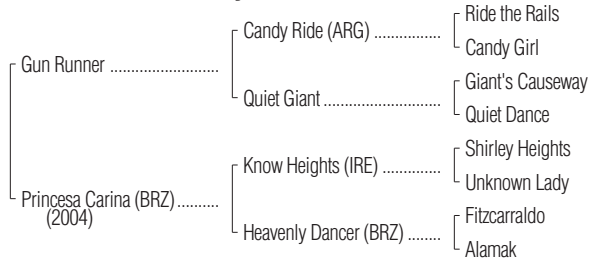 Ride the Rails
Candy Ride (ARG) ................
Candy Girl
Gun Runner ........................
Giant's Causeway
Quiet Giant ...........................
Quiet Dance
Shirley Heights
Know Heights (IRE) ..............
Unknown Lady
Princesa Carina (BRZ) ..........
(2004)
Fitzcarraldo
Heavenly Dancer (BRZ) ........
Alamak